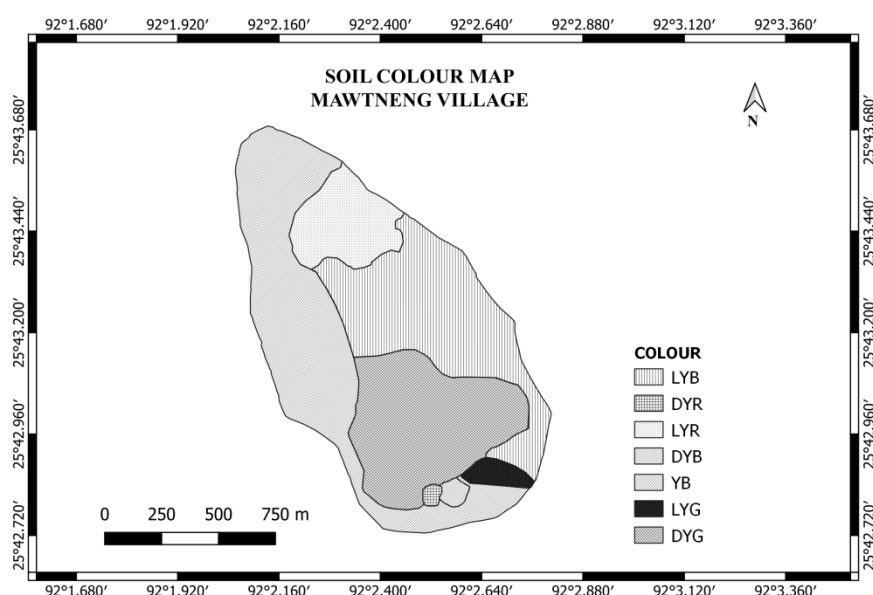 92°1.680′ 92°1.920′ 92°2.160′ 92°2.400′ 92°2.640′ 92°2.880′ 92°3.120′ 92°3.360′
SOIL COLOUR MAP
MAWTNENG VILLAGE
N
25°43.680′ 25°43.680′
25°43.440′ 25°43.440′
25°43.200′ 25°43.200′
COLOUR
LYB
DYR
LYR
DYB
YB
LYG
DYG
25°42.960′ 25°42.960′
0 250 500 750 m
25°42.720′ 25°42.720′
92°1.680′ 92°1.920′ 92°2.160′ 92°2.400′ 92°2.640′ 92°2.880′ 92°3.120′ 92°3.360′